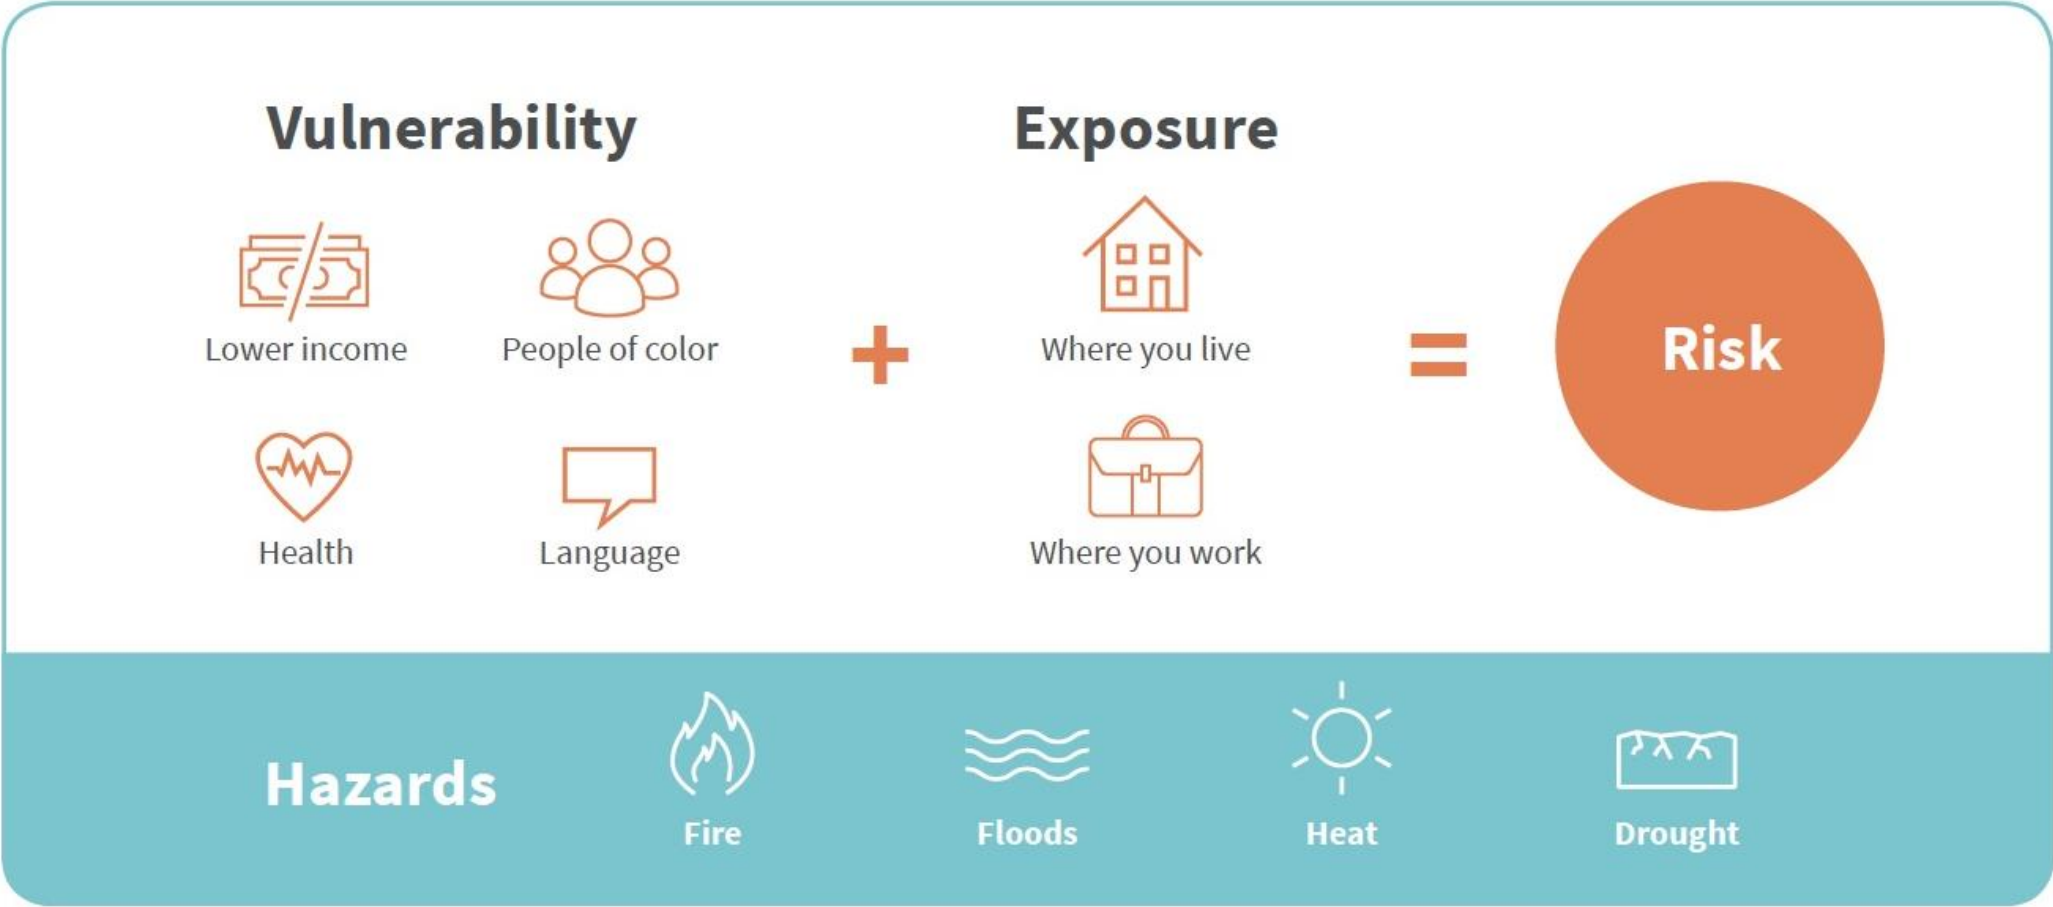 Vulnerability
Exposure
Lower income
People of color
+
Where you live
=
Risk
Health
Language
Where you work
Hazards
Fire
Floods
Heat
Drought